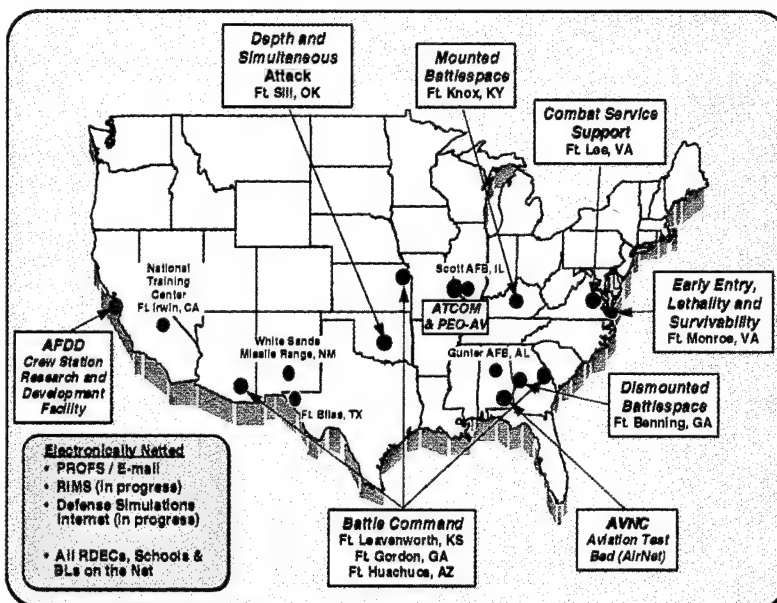 Depth and
Simultaneous
Attack
Ft. Sill, OK
Mounted
Battlespace
Ft. Knox, KY
Combat Service
Support
Ft. Lee, VA
National
Training
Center
Ft. Irwin, CA
Scott AFB, IL
ATCOM
& PEO-AV
Early Entry,
Lethality and
Survivability
Ft. Monroe, VA
AFDD
Crew Station
Research and
Development
Facility
White Sands
Missile Range, NM
Gunter AFB, AL
Ft. Bliss, TX
Dismounted
Battlespace
Ft. Benning, GA
Electronically Netted
• PROFS / E-mail
• RIMS (in progress)
• Defense Simulations
Internet (in progress)
• All RDECs, Schools &
BLs on the Net
Battle Command
Ft. Leavenworth, KS
Ft. Gordon, GA
Ft. Huachuca, AZ
AVNC
Aviation Test
Bed (AirNet)